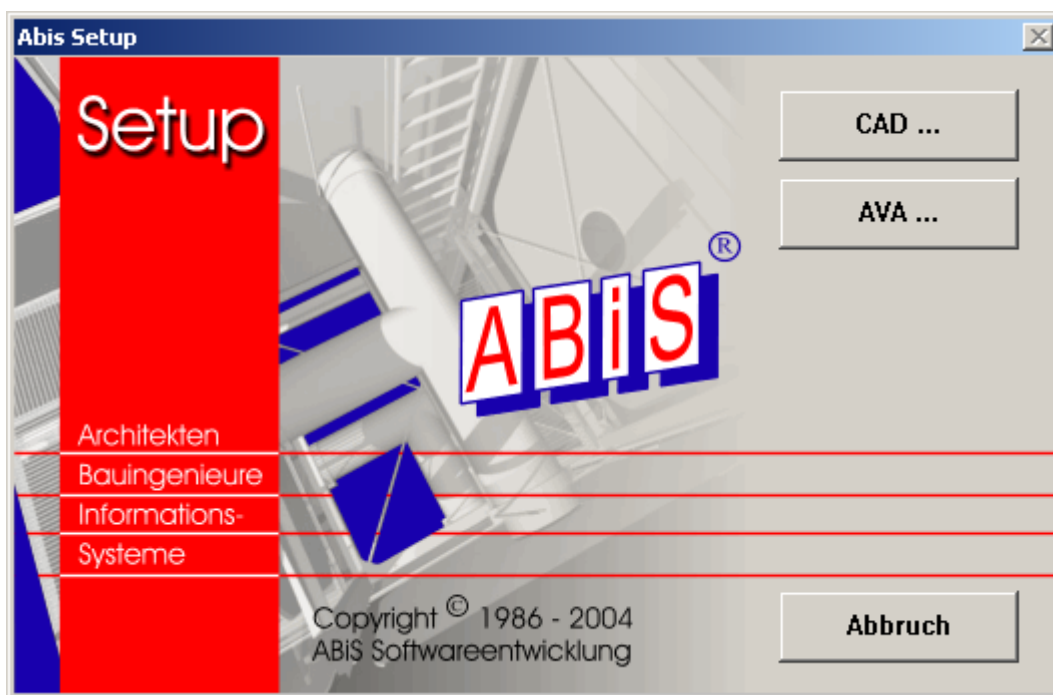 Abis Setup
Setup
CAD ...
AVA ...
ABiS®
Architekten
Bauingenieure
Informations-
Systeme
Copyright © 1986 - 2004
ABiS Softwareentwicklung
Abbruch